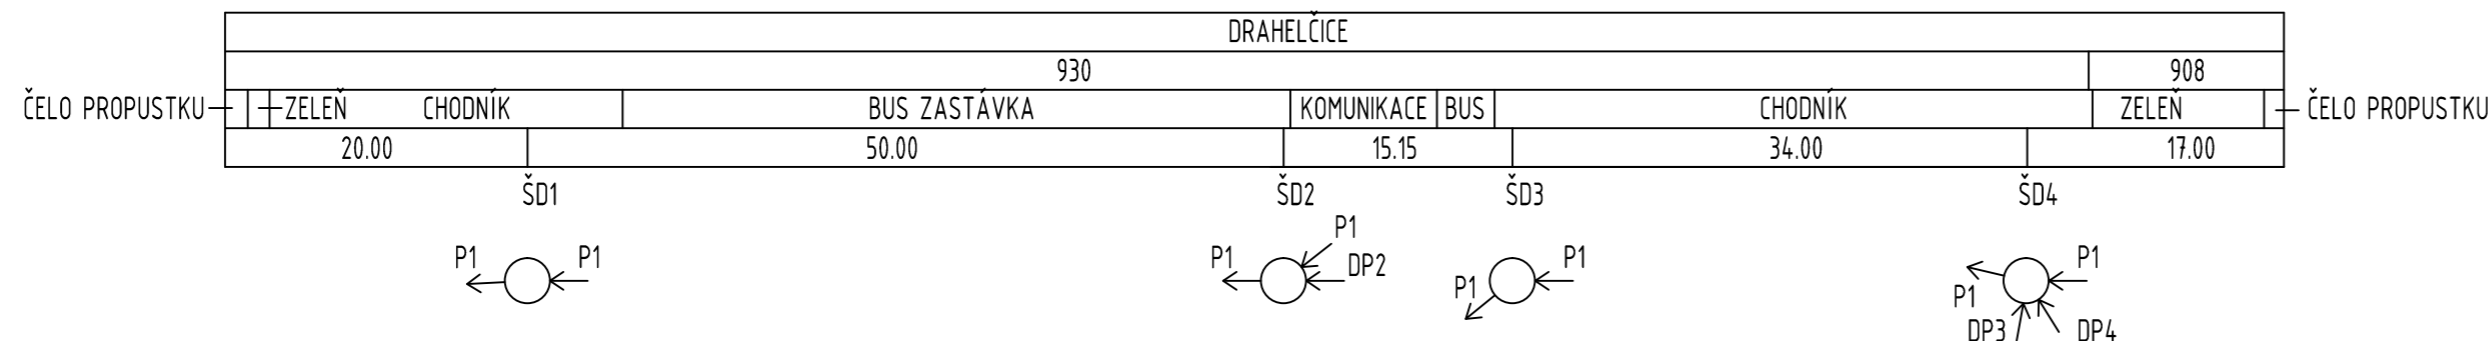 DRAHELČICE
930 908
ČELO PROPUSTKU ZELEŇ CHODNÍK BUS ZASTÁVKA KOMUNIKACE BUS CHODNÍK ZELEŇ ČELO PROPUSTKU
20.00 50.00 15.15 34.00 17.00
ŠD1 ŠD2 ŠD3 ŠD4
P1 P1 P1 P1 DP2 P1 P1 P1 P1 DP3 DP4